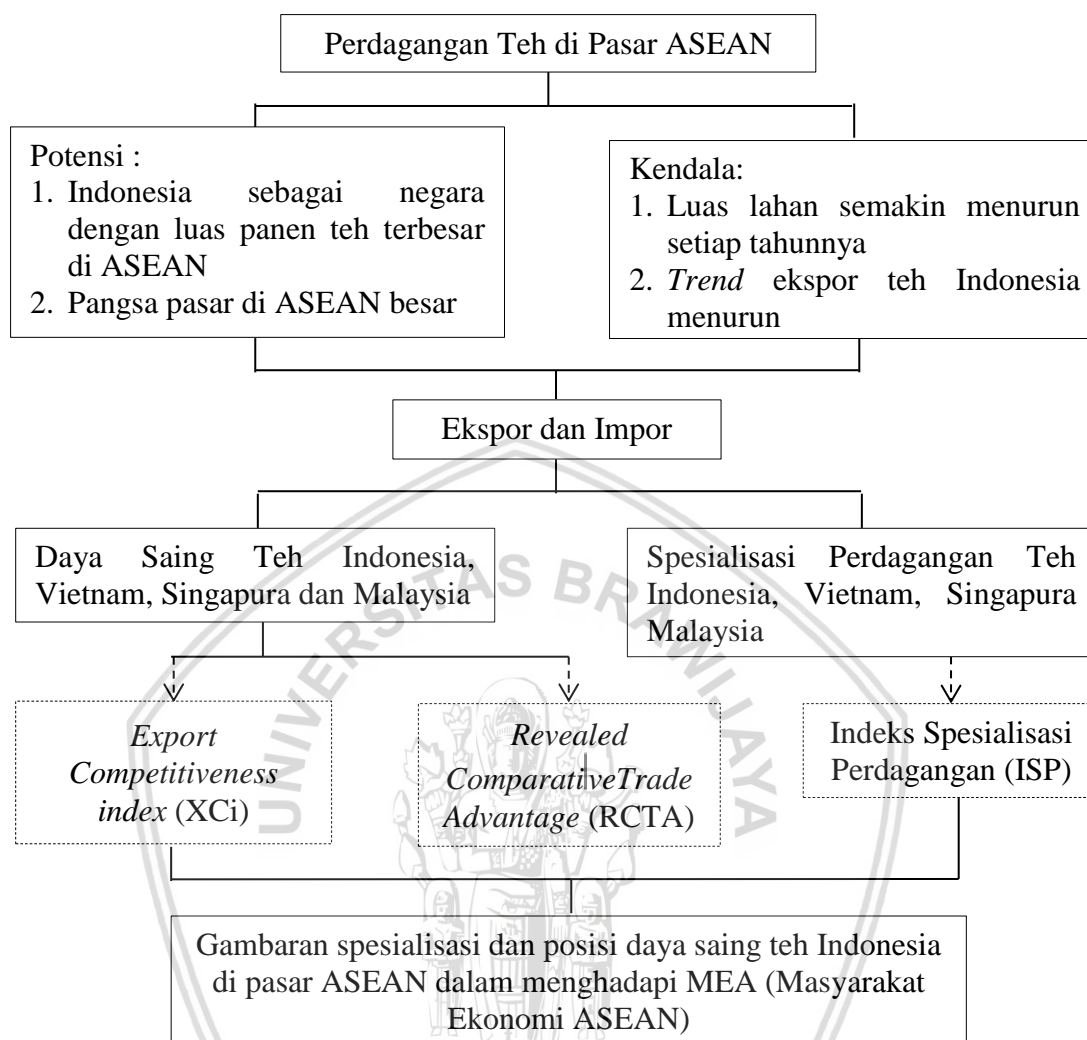 Perdagangan Teh di Pasar ASEAN
Potensi :
1. Indonesia sebagai negara
dengan luas panen teh terbesar
di ASEAN
2. Pangsa pasar di ASEAN besar
Kendala:
1. Luas lahan semakin menurun
setiap tahunnya
2. Trend ekspor teh Indonesia
menurun
Ekspor dan Impor
Daya Saing Teh Indonesia,
Vietnam, Singapura dan Malaysia
Spesialisasi Perdagangan Teh
Indonesia, Vietnam, Singapura
Malaysia
Export
Competitiveness
index (XCi)
Revealed
ComparativeTrade
Advantage (RCTA)
Indeks Spesialisasi
Perdagangan (ISP)
Gambaran spesialisasi dan posisi daya saing teh Indonesia
di pasar ASEAN dalam menghadapi MEA (Masyarakat
Ekonomi ASEAN)
UNIVERSITAS BRAWIJAYA